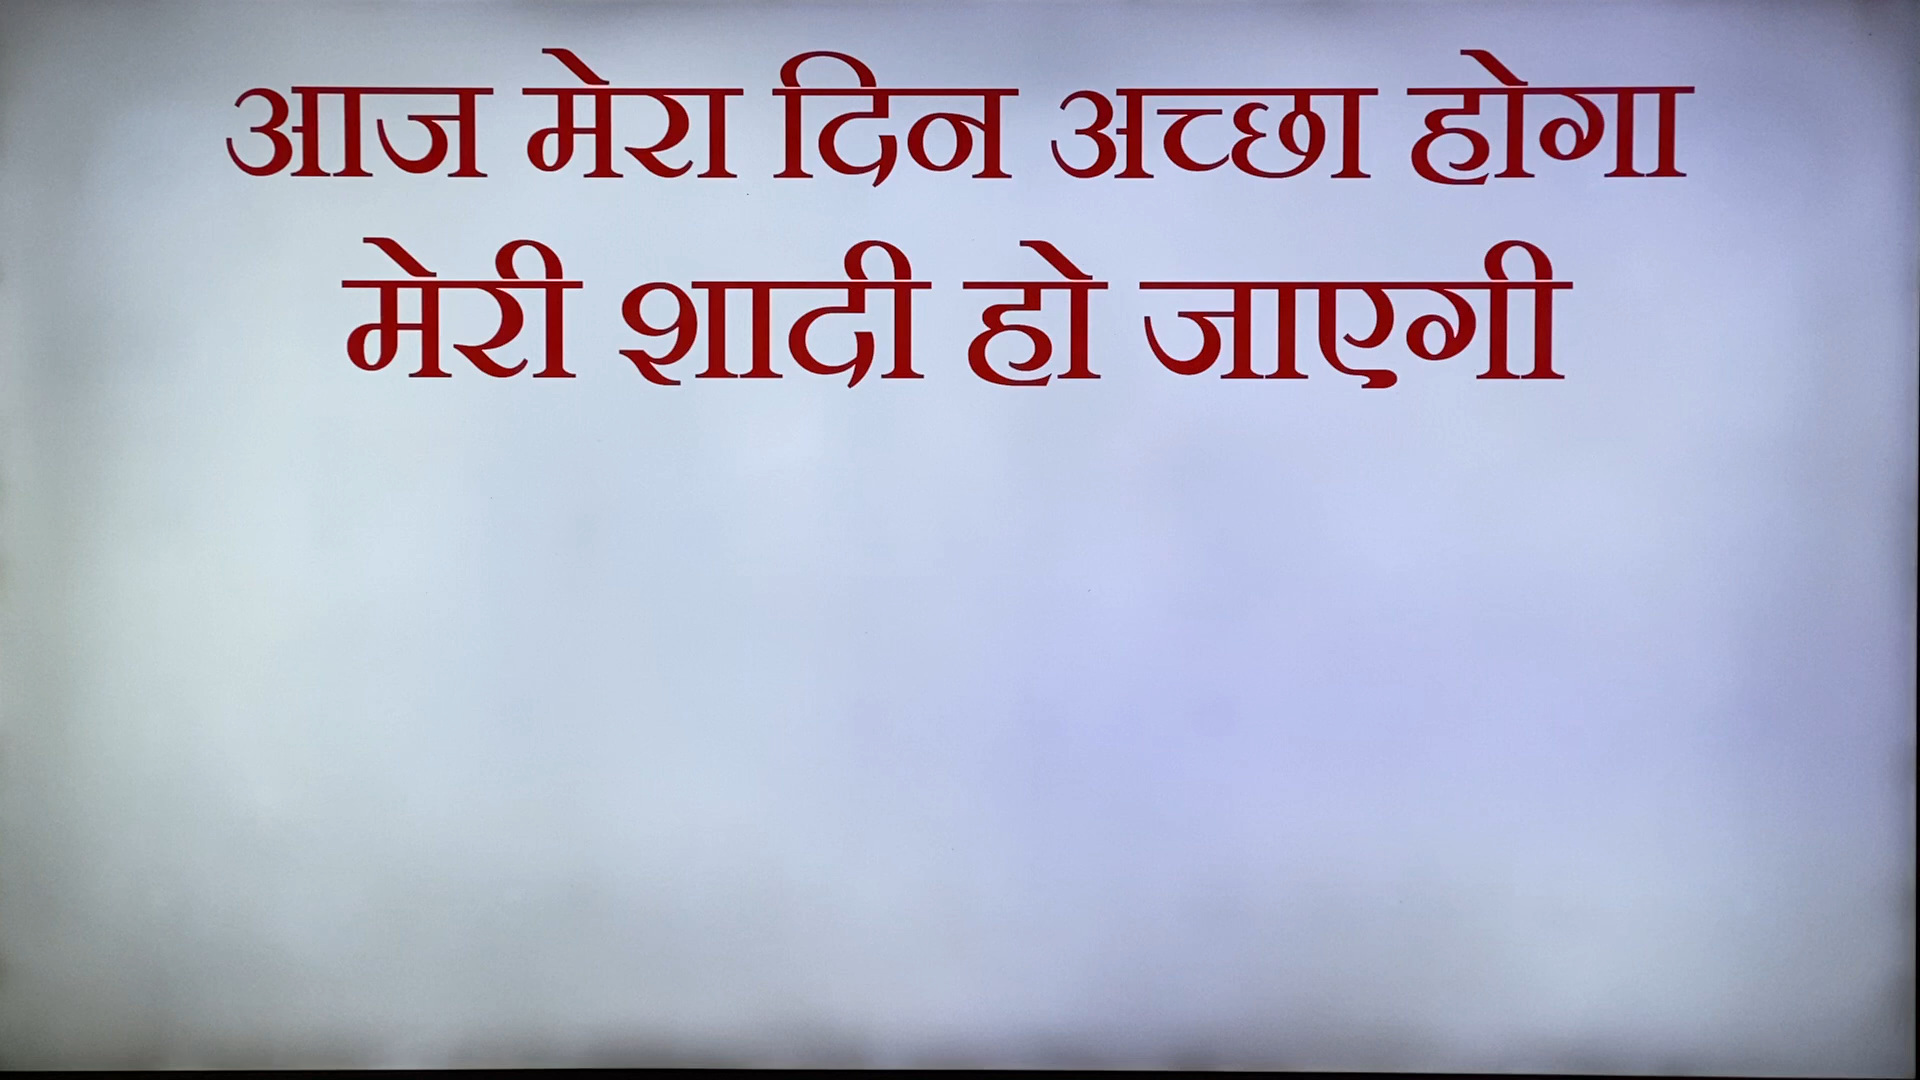 आज मेरा दिन अच्छा होगा
मेरी शादी हो जाएगी